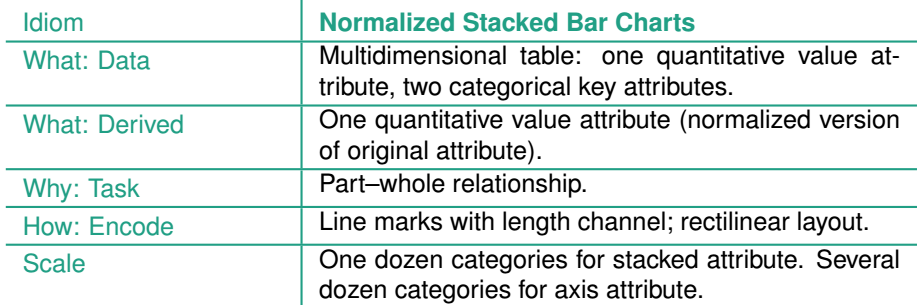 Idiom Normalized Stacked Bar Charts
What: Data Multidimensional table: one quantitative value at-
tribute, two categorical key attributes.
What: Derived One quantitative value attribute (normalized version
of original attribute).
Why: Task Part–whole relationship.
How: Encode Line marks with length channel; rectilinear layout.
Scale One dozen categories for stacked attribute. Several
dozen categories for axis attribute.